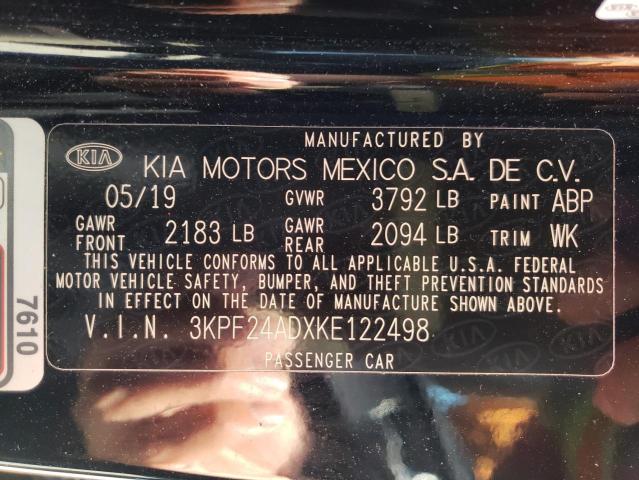 MANUFACTURED BY
KIA KIA MOTORS MEXICO S.A. DE C.V.
05/19 GVWR 3792 LB PAINT ABP
GAWR FRONT 2183 LB GAWR REAR 2094 LB TRIM WK
THIS VEHICLE CONFORMS TO ALL APPLICABLE U.S.A. FEDERAL
MOTOR VEHICLE SAFETY, BUMPER, AND THEFT PREVENTION STANDARDS
IN EFFECT ON THE DATE OF MANUFACTURE SHOWN ABOVE.
V.I.N. 3KPF24ADXKE122498
PASSENGER CAR
7610